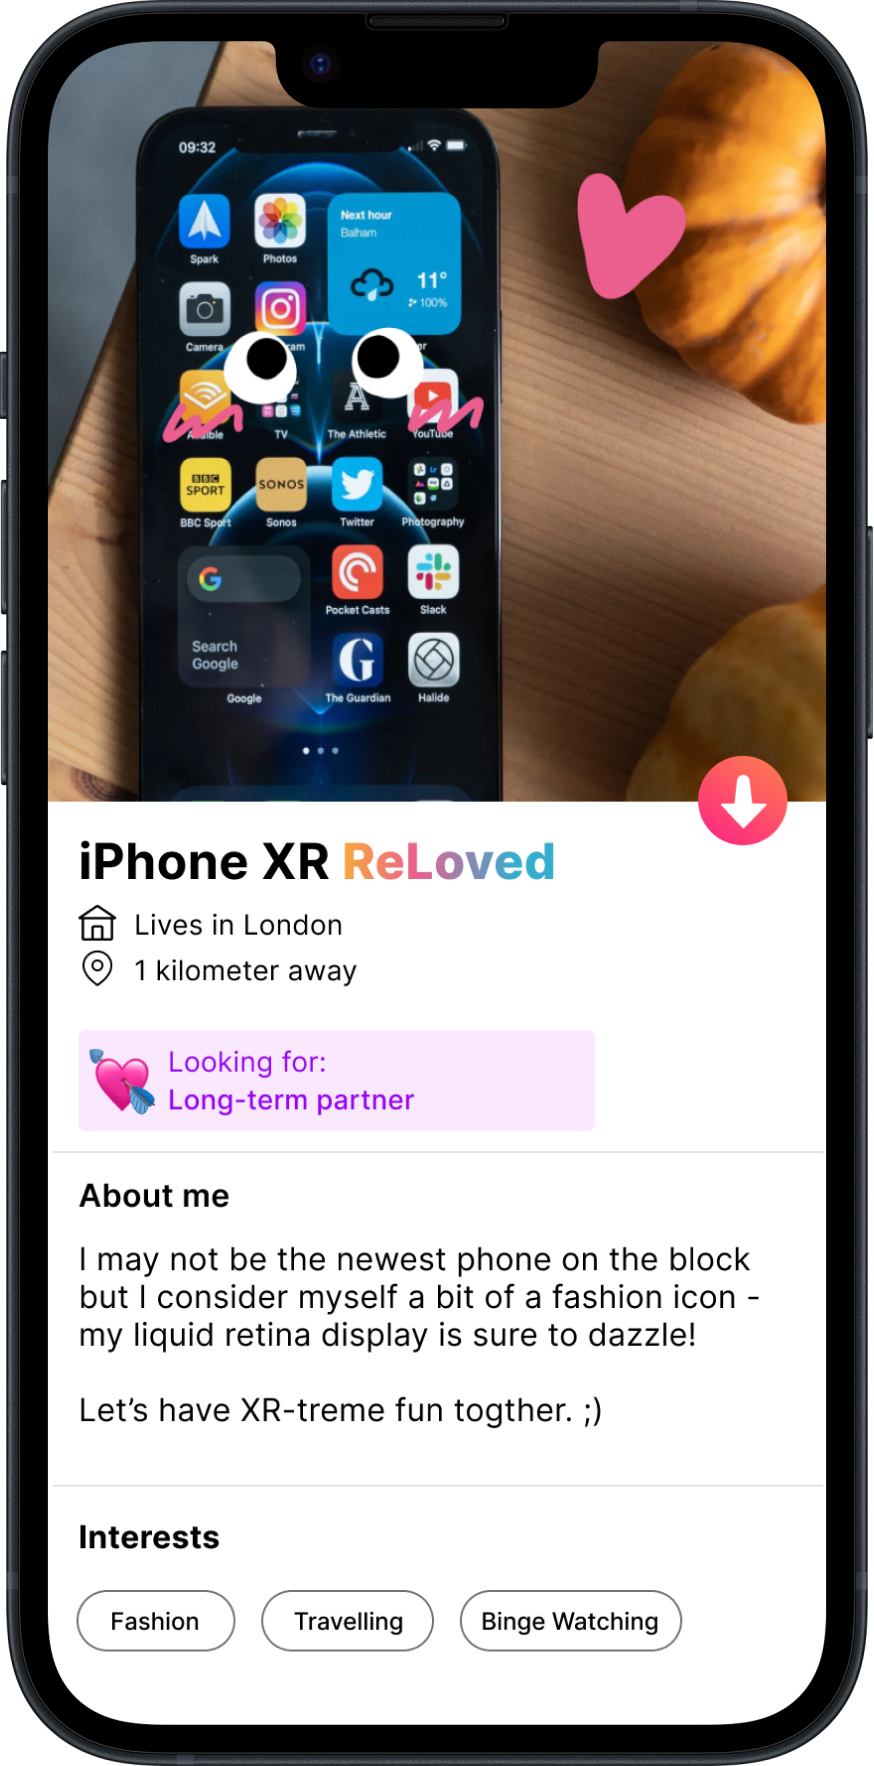 09:32
Next hour
Balham
11°
100%
Spark
Photos
Camera
ram
er
Audible
TV
The Athletic
YouTube
BBC
SPORT
SONOS
BBC Sport
Sonos
Twitter
Photography
Pocket Casts
Slack
Search
Google
Google
The Guardian
Halide
iPhone XR ReLoved
Lives in London
1 kilometer away
Looking for:
Long-term partner
About me
I may not be the newest phone on the block
but I consider myself a bit of a fashion icon -
my liquid retina display is sure to dazzle!
Let’s have XR-treme fun togther. ;)
Interests
Fashion
Travelling
Binge Watching